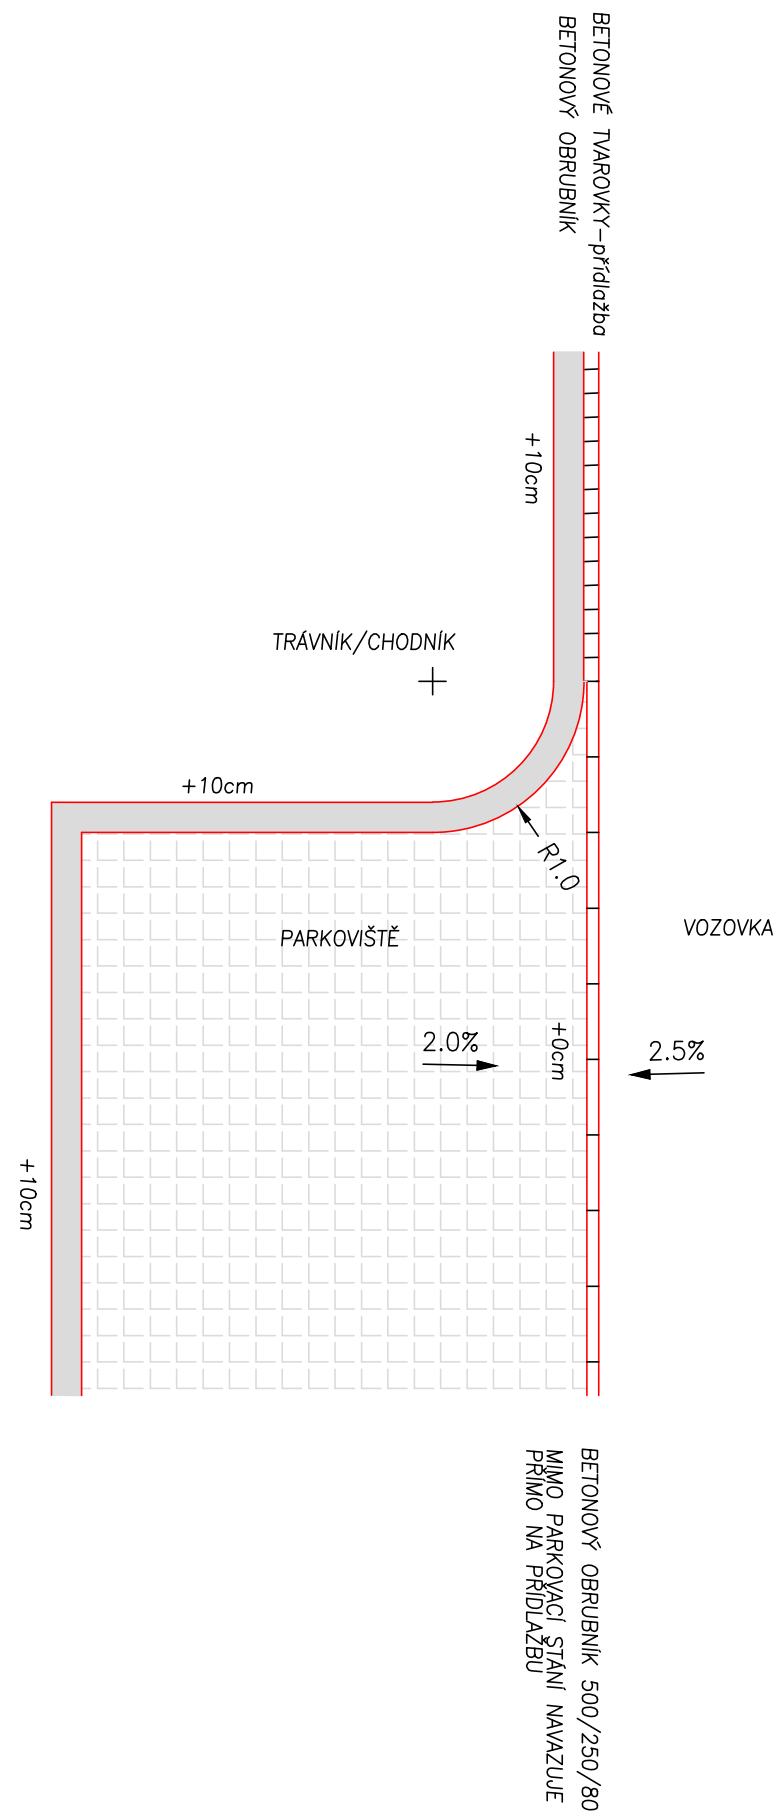 BETONOVÉ TVAROVKY-přídlažba
BETONOVÝ OBRUBNÍK
+10cm
TRÁVNÍK/CHODNÍK
+10cm
R1.0
PARKOVIŠTĚ
VOZOVKA
+0cm
2.0%
2.5%
+10cm
BETONOVÝ OBRUBNÍK 500/250/80
MIMO PARKOVACÍ STÁNÍ NAVAZUJE
PŘÍMO NA PŘÍDLAŽBU